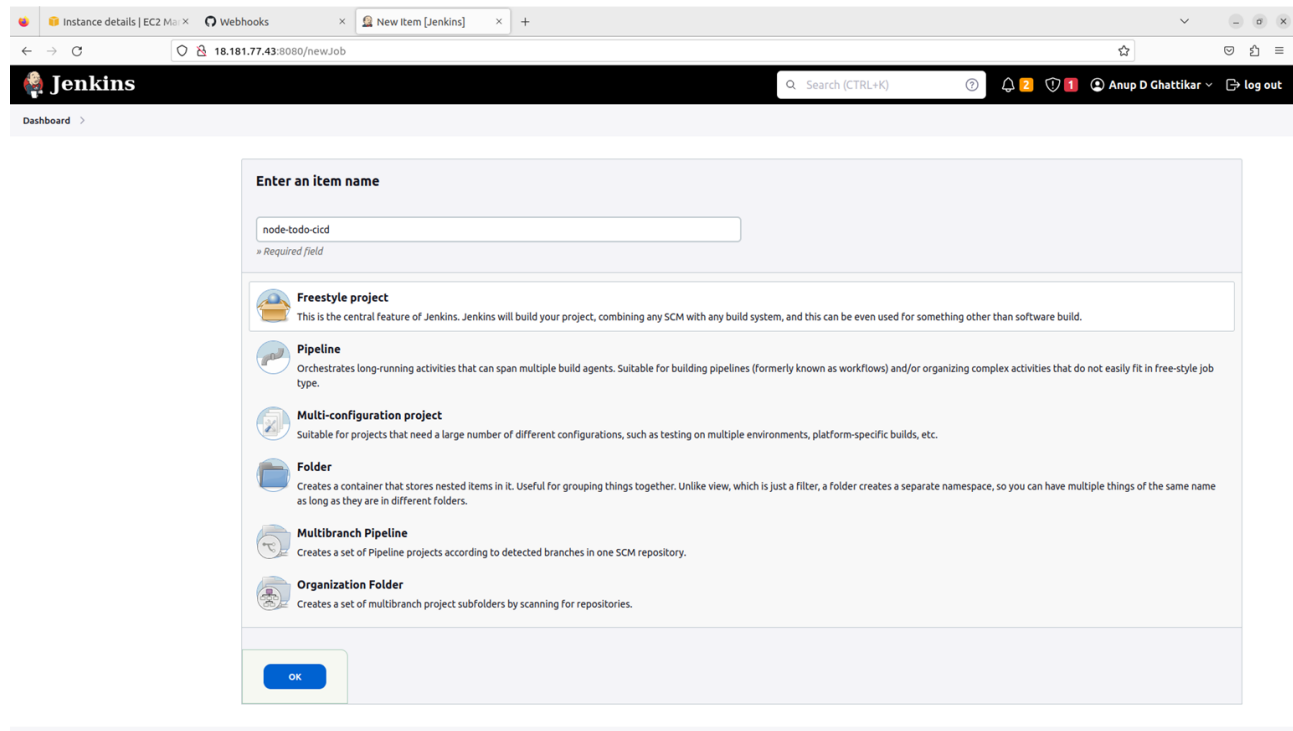 Instance details | EC2 Ma
Webhooks
New Item [Jenkins]
18.181.77.43:8080/newJob
Jenkins
Search (CTRL+K)
2
1
Anup D Ghattikar
log out
Dashboard
Enter an item name
node-todo-cicd
» Required field
Freestyle project
This is the central feature of Jenkins. Jenkins will build your project, combining any SCM with any build system, and this can be even used for something other than software build.
Pipeline
Orchestrates long-running activities that can span multiple build agents. Suitable for building pipelines (formerly known as workflows) and/or organizing complex activities that do not easily fit in free-style job
type.
Multi-configuration project
Suitable for projects that need a large number of different configurations, such as testing on multiple environments, platform-specific builds, etc.
Folder
Creates a container that stores nested items in it. Useful for grouping things together. Unlike view, which is just a filter, a folder creates a separate namespace, so you can have multiple things of the same name
as long as they are in different folders.
Multibranch Pipeline
Creates a set of Pipeline projects according to detected branches in one SCM repository.
Organization Folder
Creates a set of multibranch project subfolders by scanning for repositories.
OK